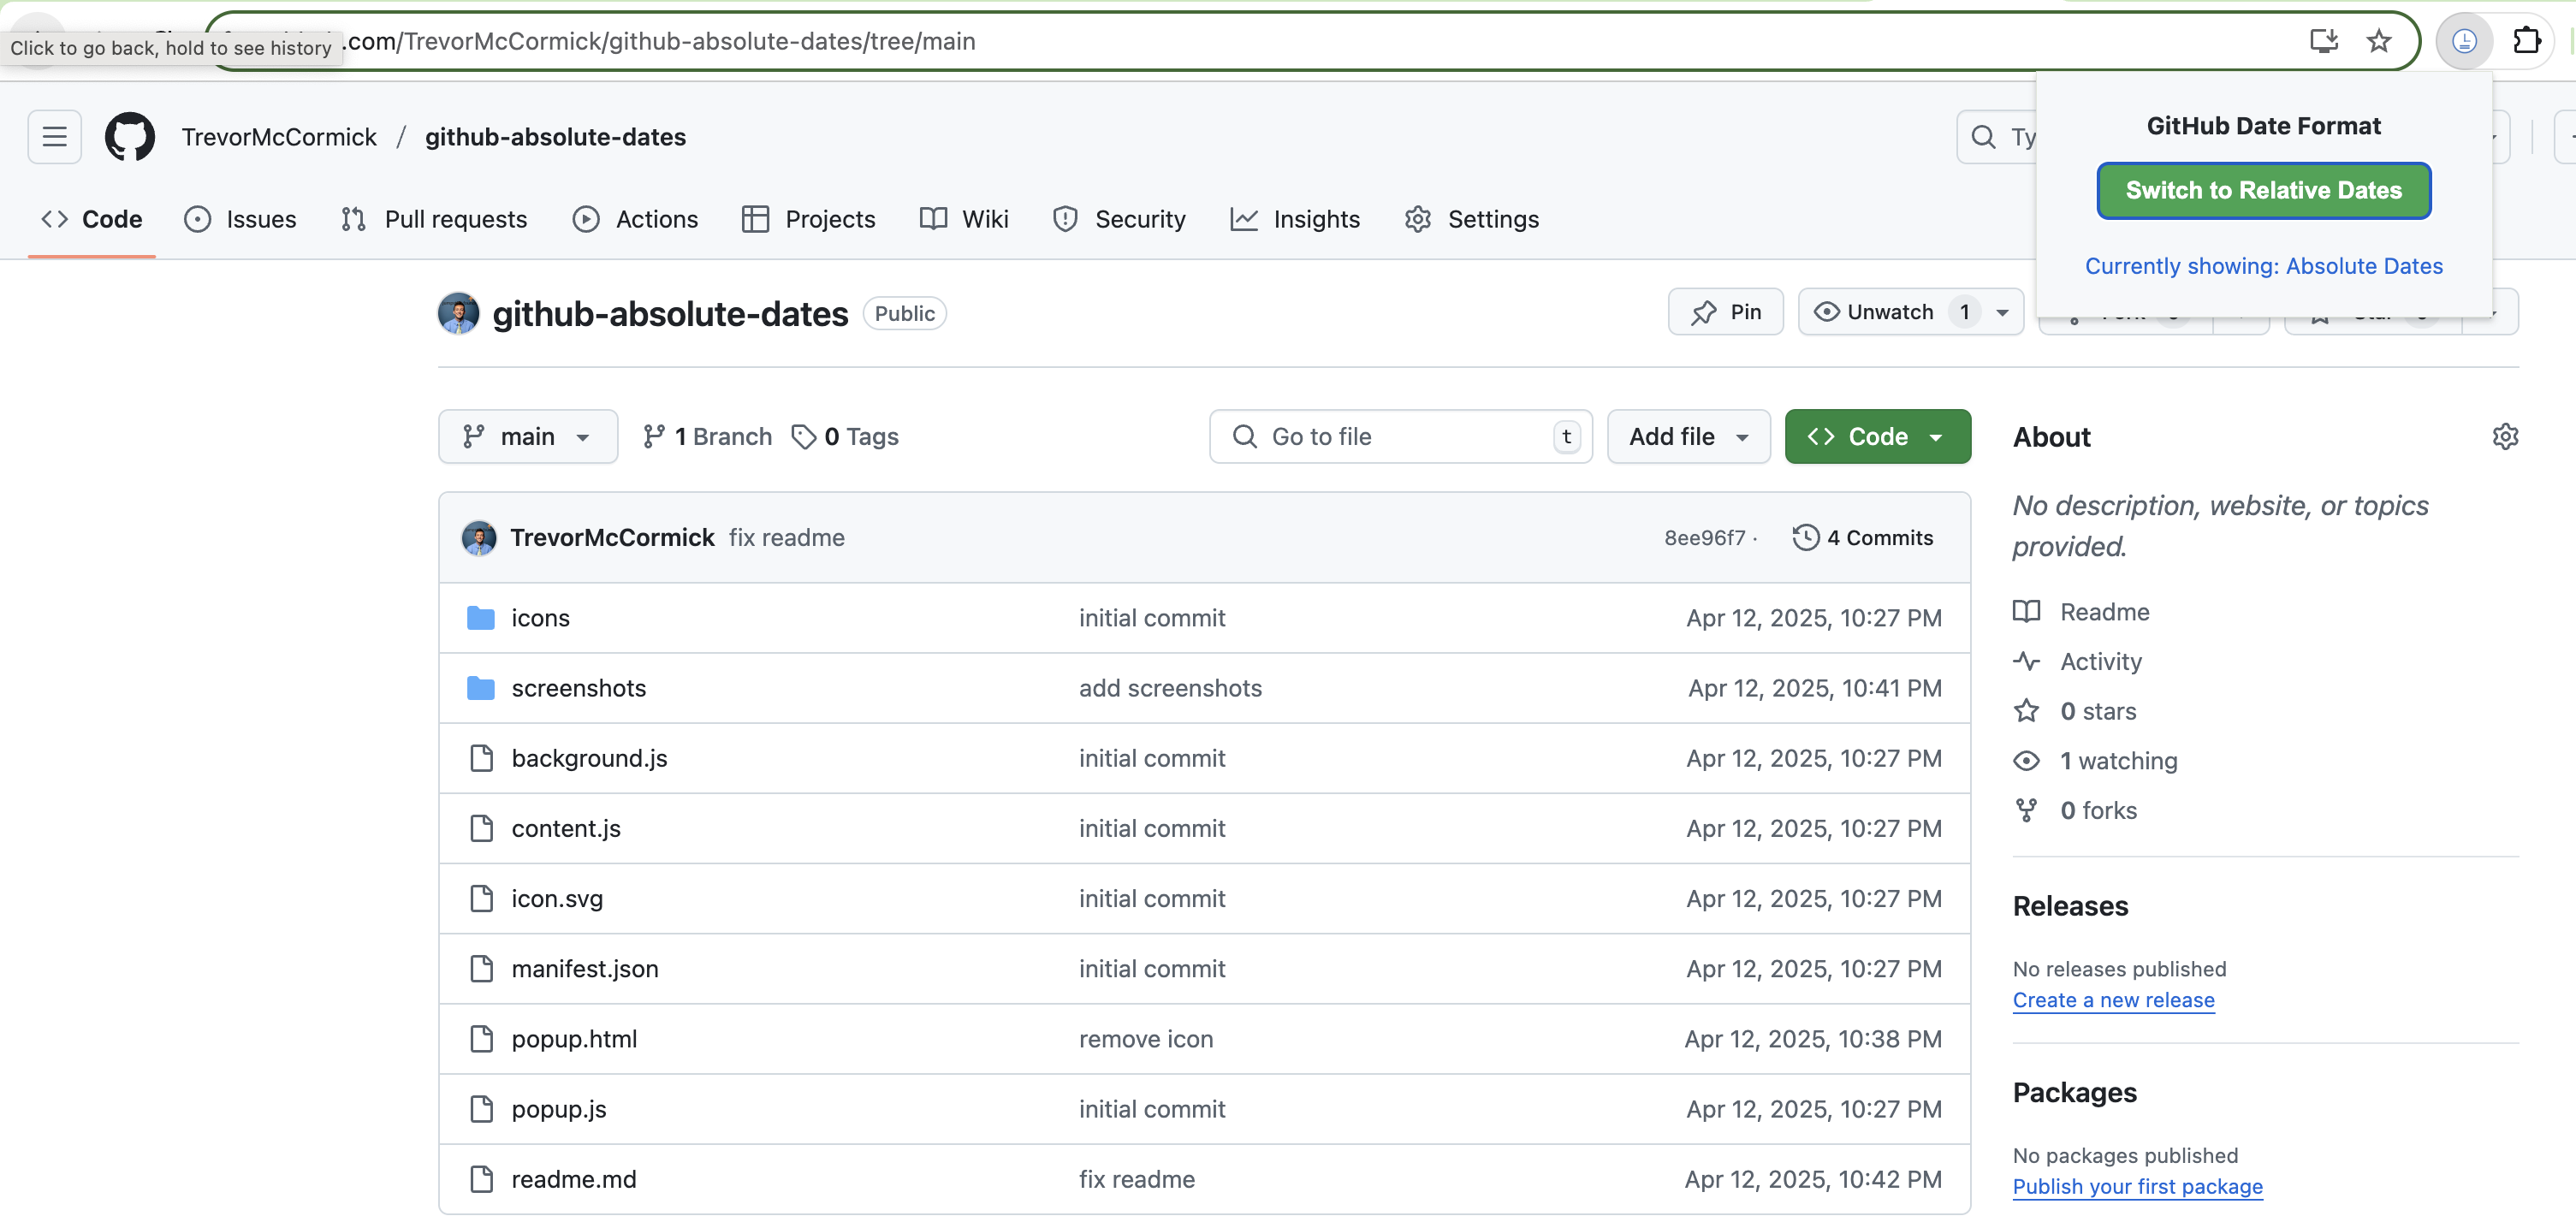 Click to go back, hold to see history
.com/TrevorMcCormick/github-absolute-dates/tree/main
TrevorMcCormick / github-absolute-dates
Ty
GitHub Date Format
Switch to Relative Dates
Currently showing: Absolute Dates
Code Issues Pull requests Actions Projects Wiki Security Insights Settings
github-absolute-dates Public
Pin Unwatch 1
main 1 Branch 0 Tags
Go to file t Add file Code
TrevorMcCormick fix readme 8ee96f7 · 4 Commits
icons initial commit Apr 12, 2025, 10:27 PM
screenshots add screenshots Apr 12, 2025, 10:41 PM
background.js initial commit Apr 12, 2025, 10:27 PM
content.js initial commit Apr 12, 2025, 10:27 PM
icon.svg initial commit Apr 12, 2025, 10:27 PM
manifest.json initial commit Apr 12, 2025, 10:27 PM
popup.html remove icon Apr 12, 2025, 10:38 PM
popup.js initial commit Apr 12, 2025, 10:27 PM
readme.md fix readme Apr 12, 2025, 10:42 PM
About
No description, website, or topics
provided.
Readme
Activity
0 stars
1 watching
0 forks
Releases
No releases published
Create a new release
Packages
No packages published
Publish your first package